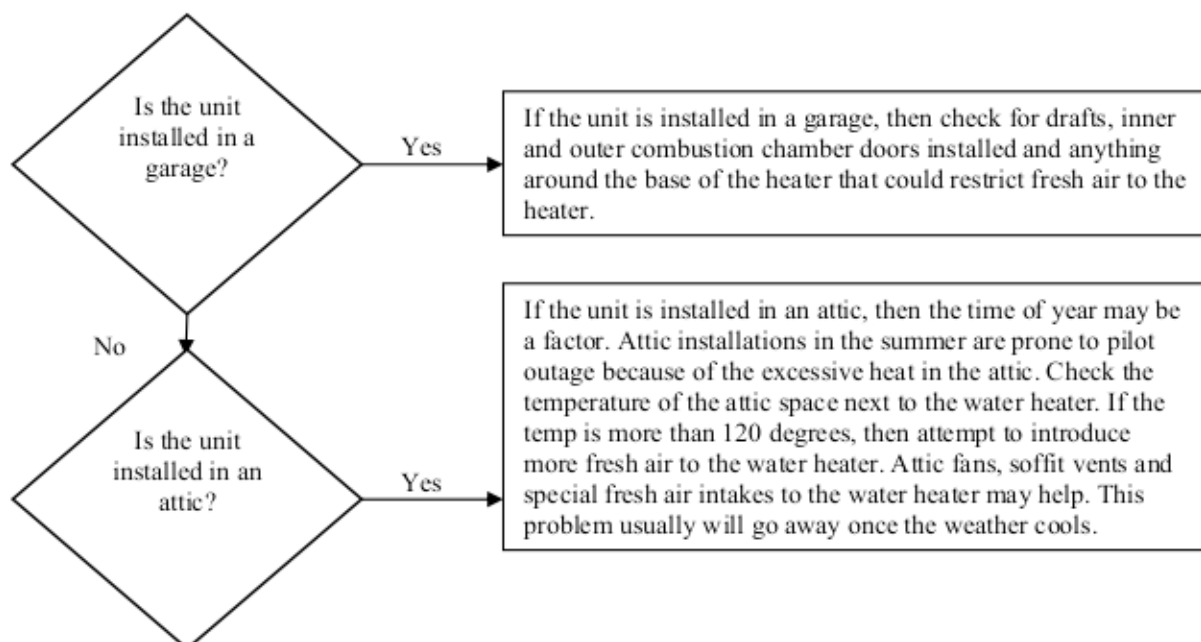 Is the unit
installed in a
garage?
Yes
If the unit is installed in a garage, then check for drafts, inner
and outer combustion chamber doors installed and anything
around the base of the heater that could restrict fresh air to the
heater.
No
Is the unit
installed in an
attic?
Yes
If the unit is installed in an attic, then the time of year may be
a factor. Attic installations in the summer are prone to pilot
outage because of the excessive heat in the attic. Check the
temperature of the attic space next to the water heater. If the
temp is more than 120 degrees, then attempt to introduce
more fresh air to the water heater. Attic fans, soffit vents and
special fresh air intakes to the water heater may help. This
problem usually will go away once the weather cools.